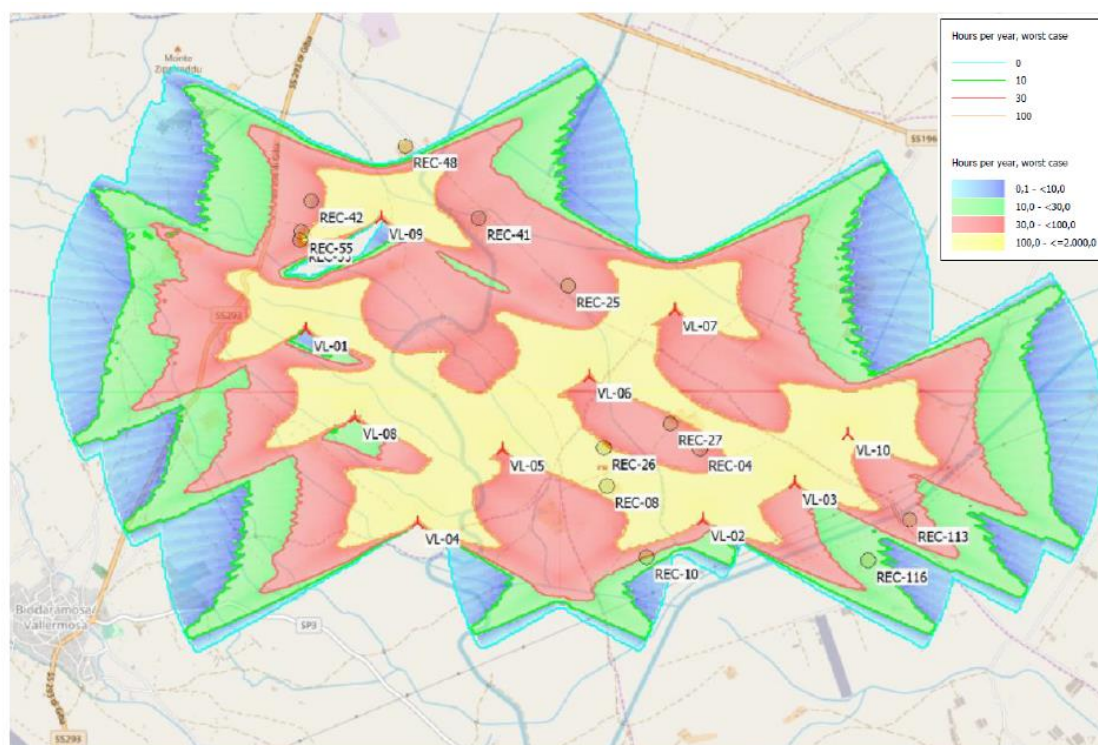 Hours per year, worst case
0
10
30
100
Hours per year, worst case
0,1 - <10,0
10,0 - <30,0
30,0 - <100,0
100,0 - <=2.000,0
Monte
SS196
REC-48
REC-42
VL-09
REC-41
REC-55
REC-25
SS293
VL-07
VL-01
VL-06
VL-08
REC-27
VL-10
REC-26
REC-04
VL-05
REC-08
VL-03
VL-04
VL-02
REC-113
REC-10
REC-116
Vallermosa
SP3
SS293